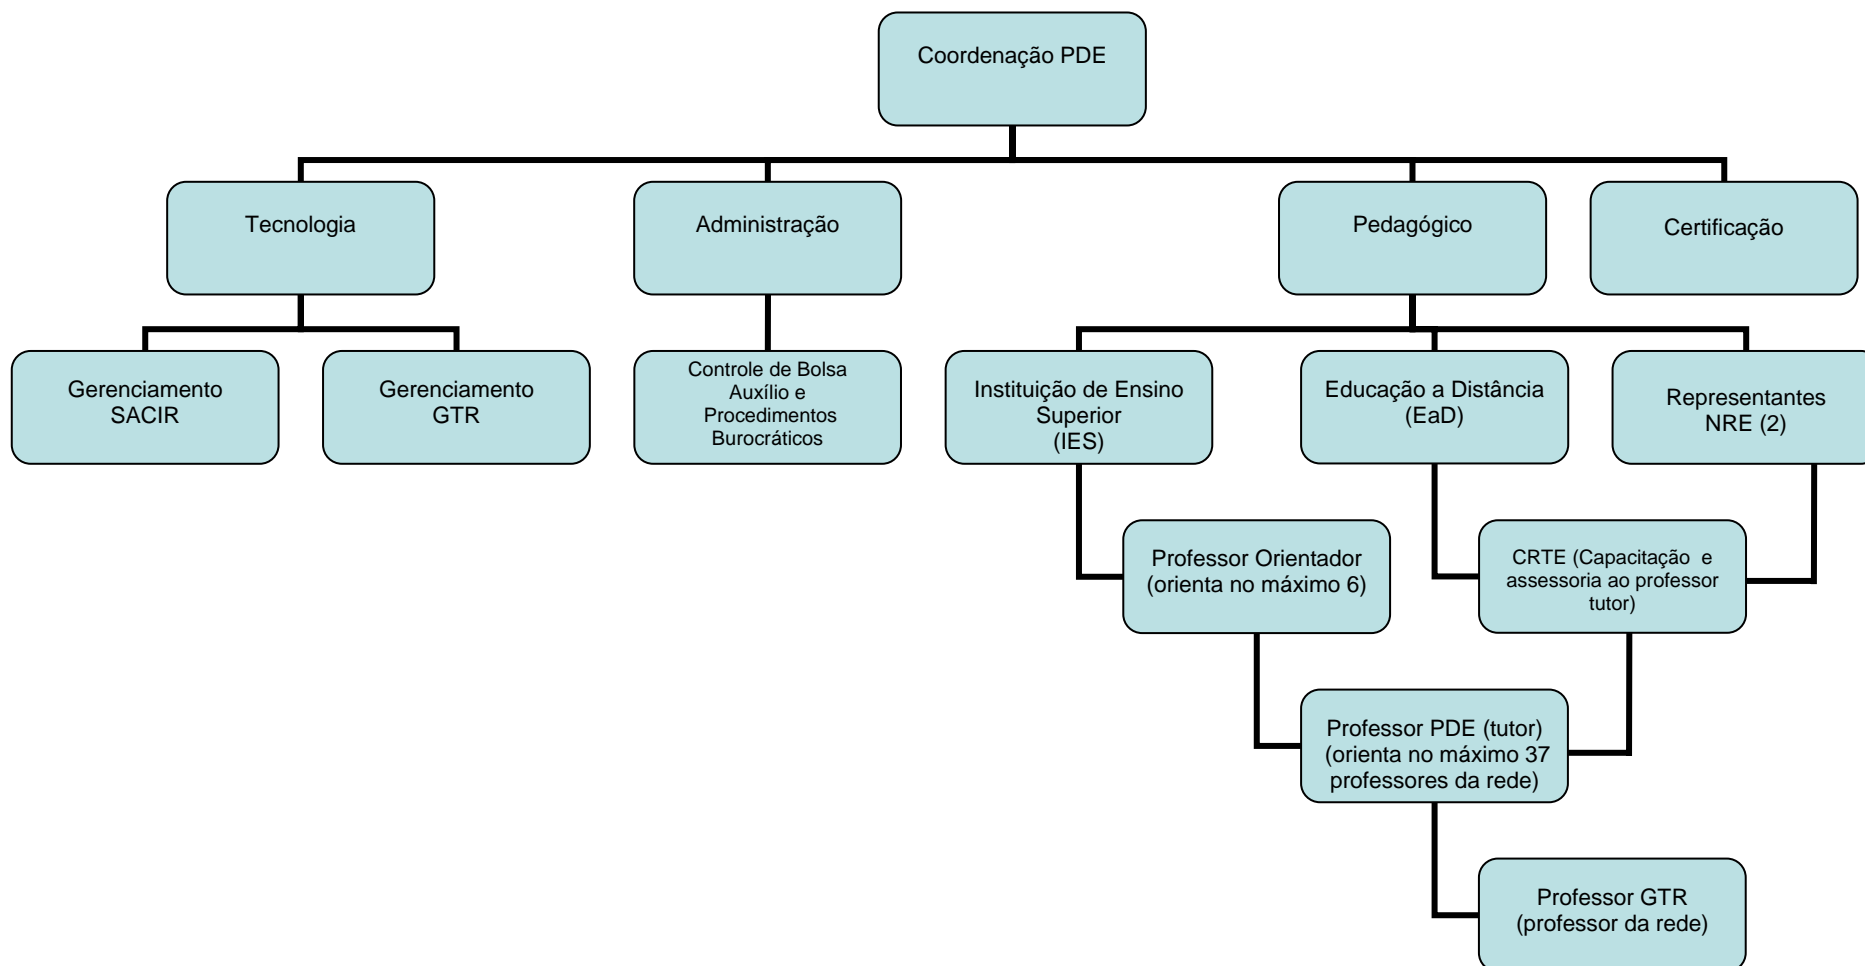 Coordenação PDE
Tecnologia
Administração
Pedagógico
Certificação
Gerenciamento
SACIR
Gerenciamento
GTR
Controle de Bolsa
Auxílio e
Procedimentos
Burocráticos
Instituição de Ensino
Superior
(IES)
Educação a Distância
(EaD)
Representantes
NRE (2)
Professor Orientador
(orienta no máximo 6)
CRTE (Capacitação e
assessoria ao professor
tutor)
Professor PDE (tutor)
(orienta no máximo 37
professores da rede)
Professor GTR
(professor da rede)